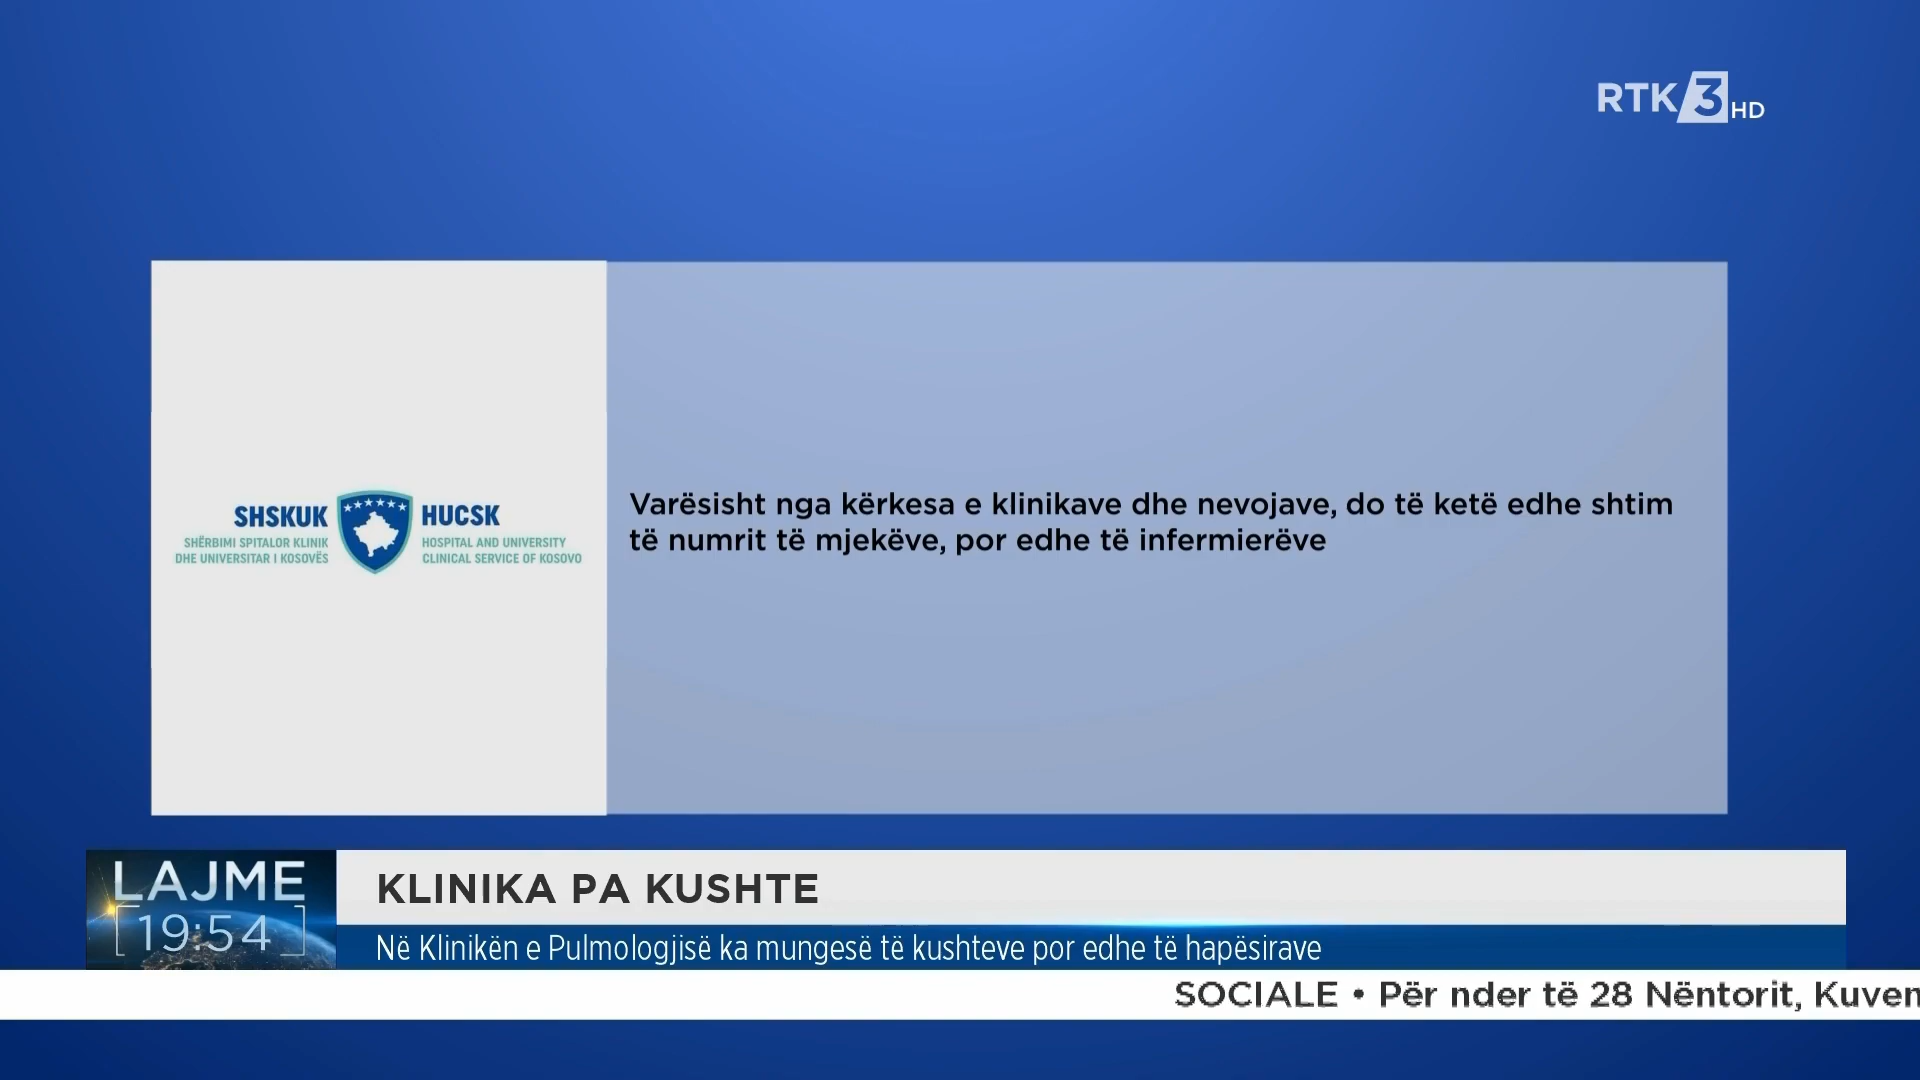 RTK 3 HD
SHSKUK
SHËRBIMI SPITALOR KLINIK
DHE UNIVERSITAR I KOSOVËS
HUCSK
HOSPITAL AND UNIVERSITY
CLINICAL SERVICE OF KOSOVO
Varësisht nga kërkesa e klinikave dhe nevojave, do të ketë edhe shtim
të numrit të mjekëve, por edhe të infermierëve
LAJME
19:54
KLINIKA PA KUSHTE
Në Klinikën e Pulmologjisë ka mungesë të kushteve por edhe të hapësirave
SOCIALE • Për nder të 28 Nëntorit, Kuven